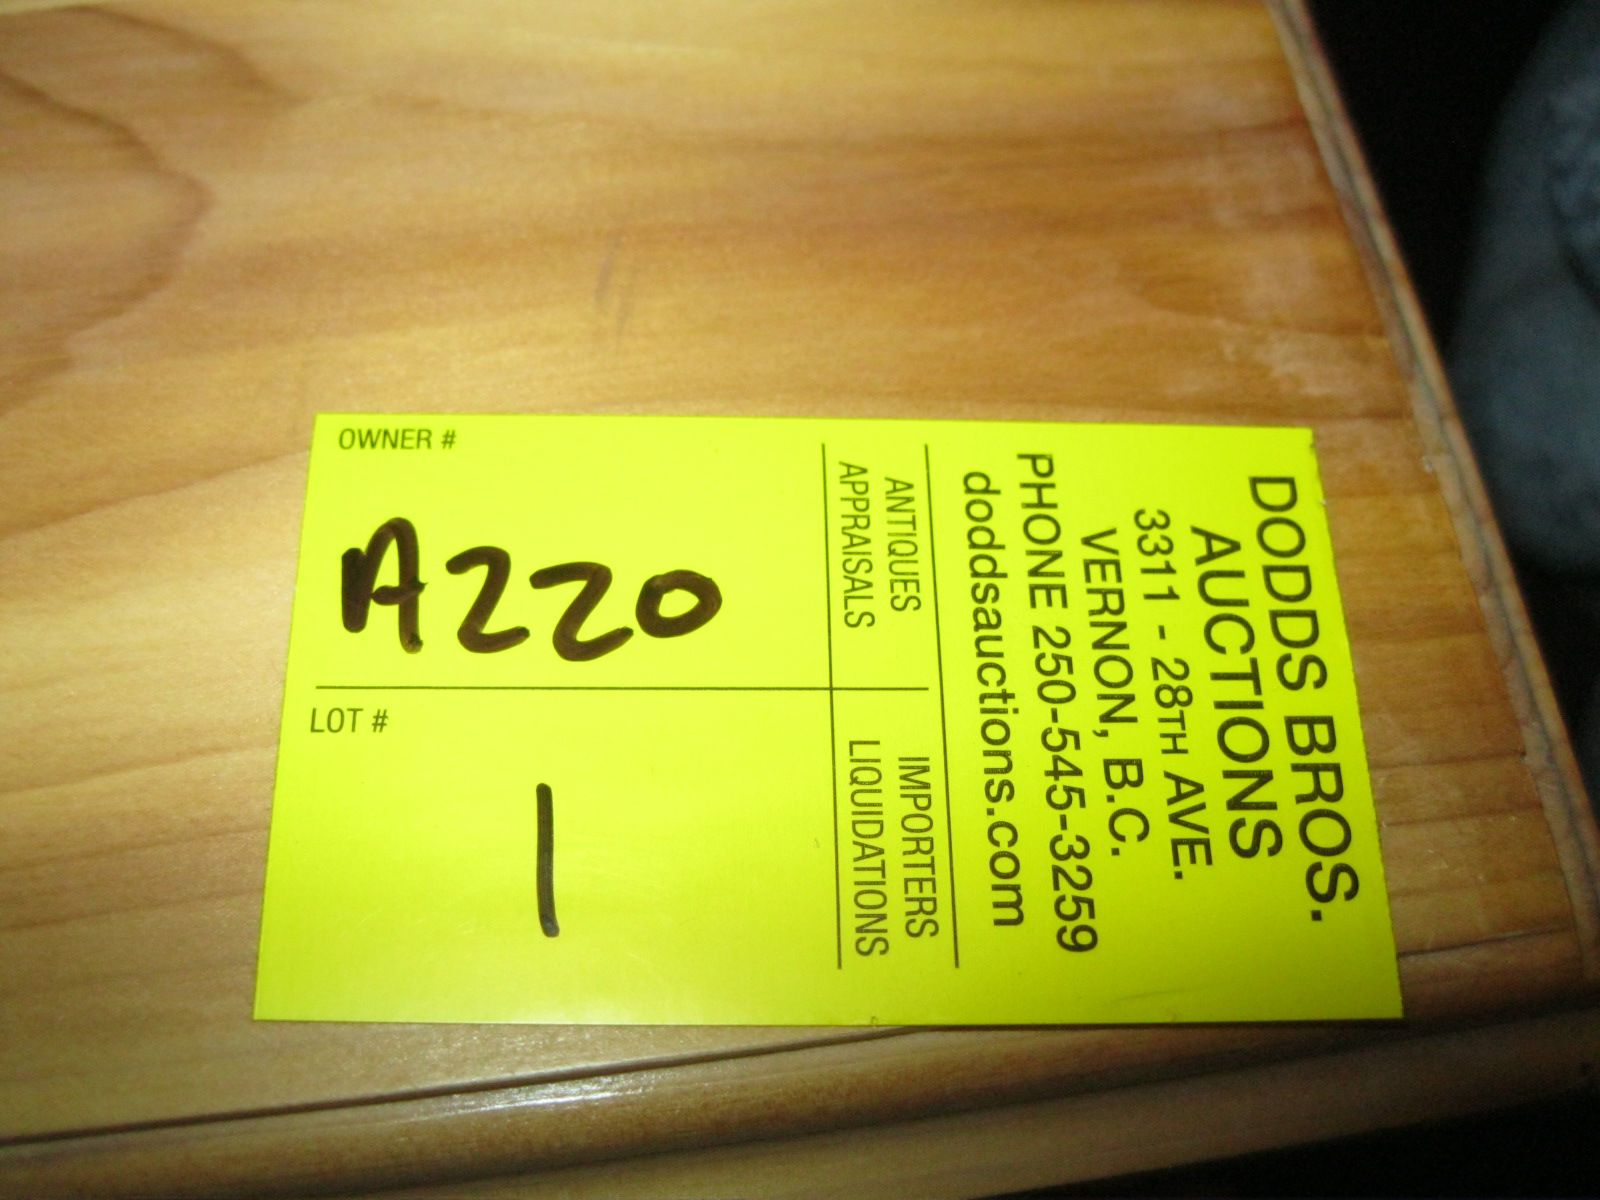 DODDS BROS.
AUCTIONS
3311 - 28TH AVE.
VERNON, B.C.
PHONE 250-545-3259
doddsauctions.com
ANTIQUES
APPRAISALS
IMPORTERS
LIQUIDATIONS
OWNER #
A220
LOT #
1